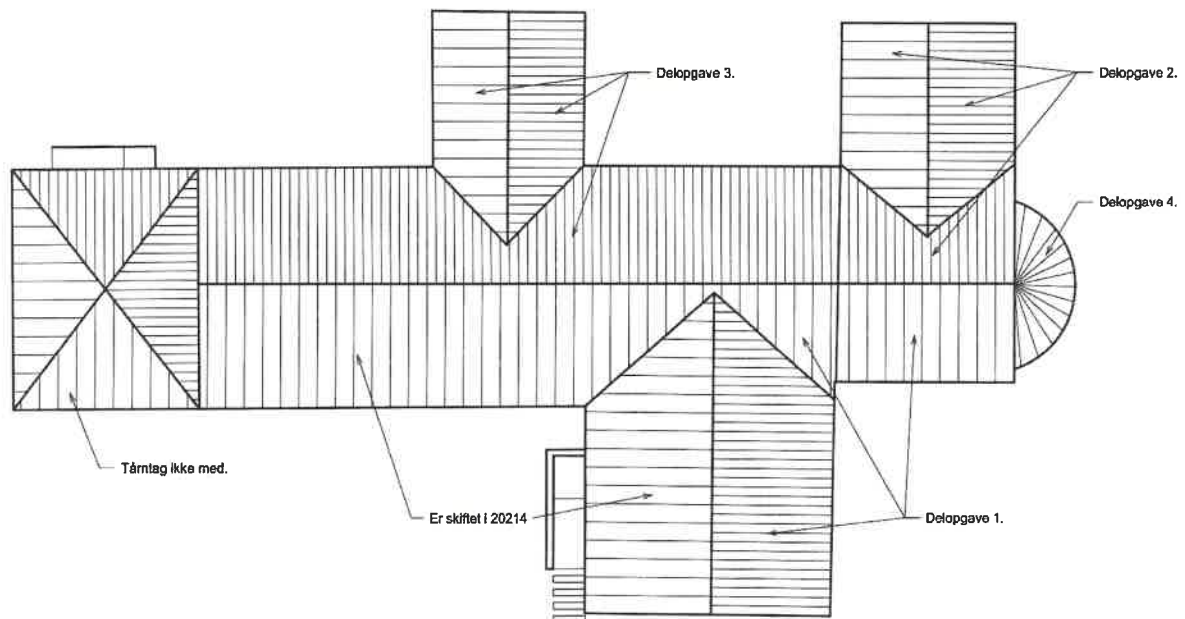 Delopgave 3.
Delopgave 2.
Delopgave 4.
Tårntag ikke med.
Er skiftet i 20214
Delopgave 1.